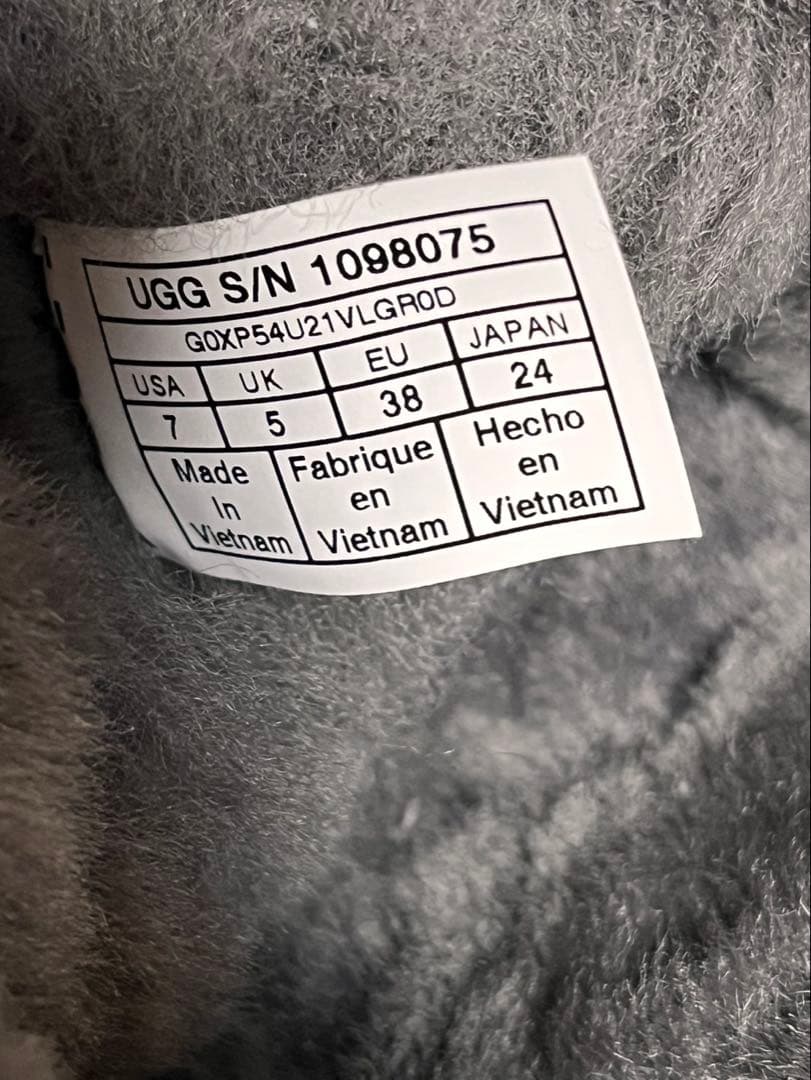 UGG S/N 1098075
G0XP54U21VLGR0D
USA UK EU JAPAN
7 5 38 24
Made
In
Vietnam
Fabrique
en
Vietnam
Hecho
en
Vietnam